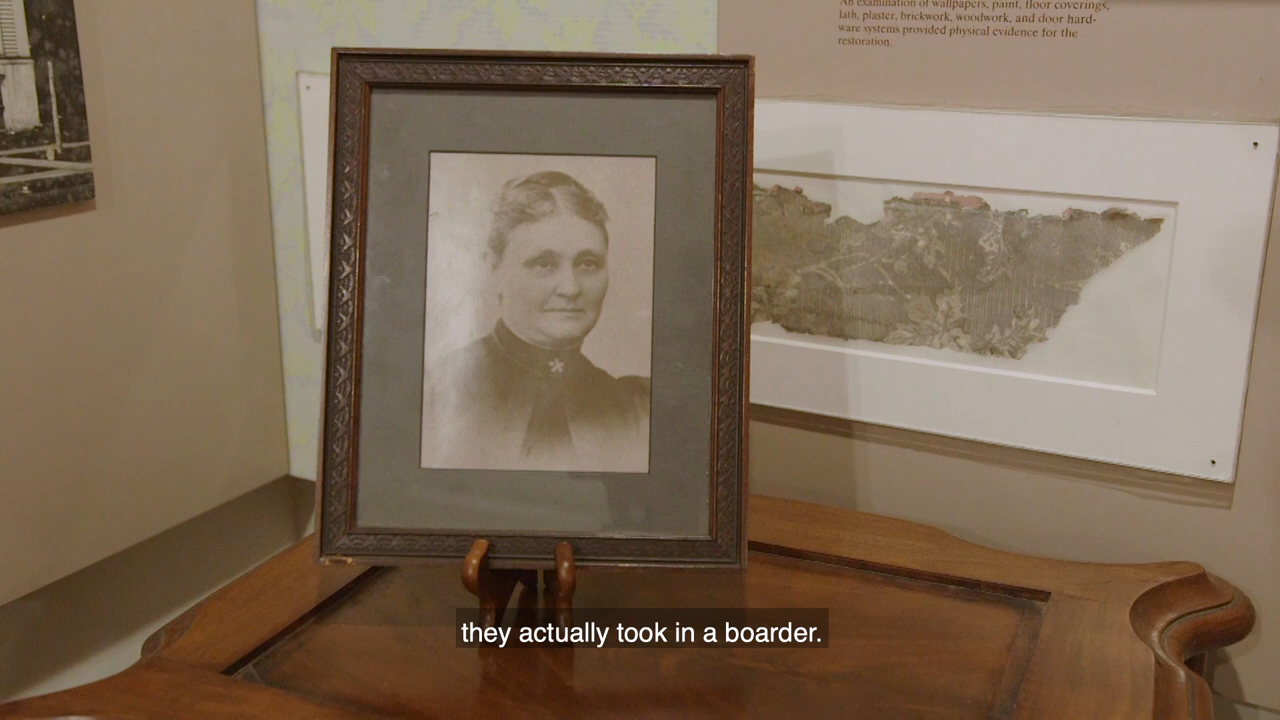 An examination of wallpapers, paint, floor coverings,
lath, plaster, brickwork, woodwork, and door hard-
ware systems provided physical evidence for the
restoration.
they actually took in a boarder.